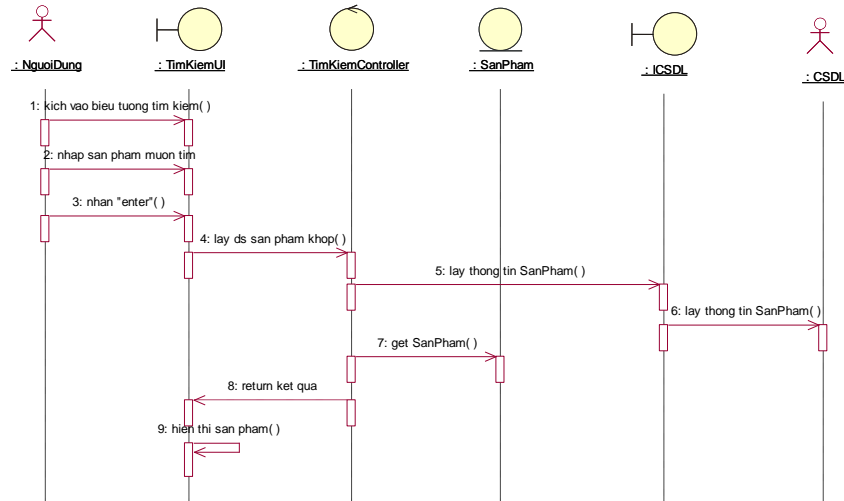 : NguoiDung
: TimKiemUI
: TimKiemController
: SanPham
: ICSDL
: CSDL
1: kich vao bieu tuong tim kiem( )
2: nhap san pham muon tim
3: nhan "enter"( )
4: lay ds san pham khop( )
5: lay thong tin SanPham( )
6: lay thong tin SanPham( )
7: get SanPham( )
8: return ket qua
9: hien thi san pham( )